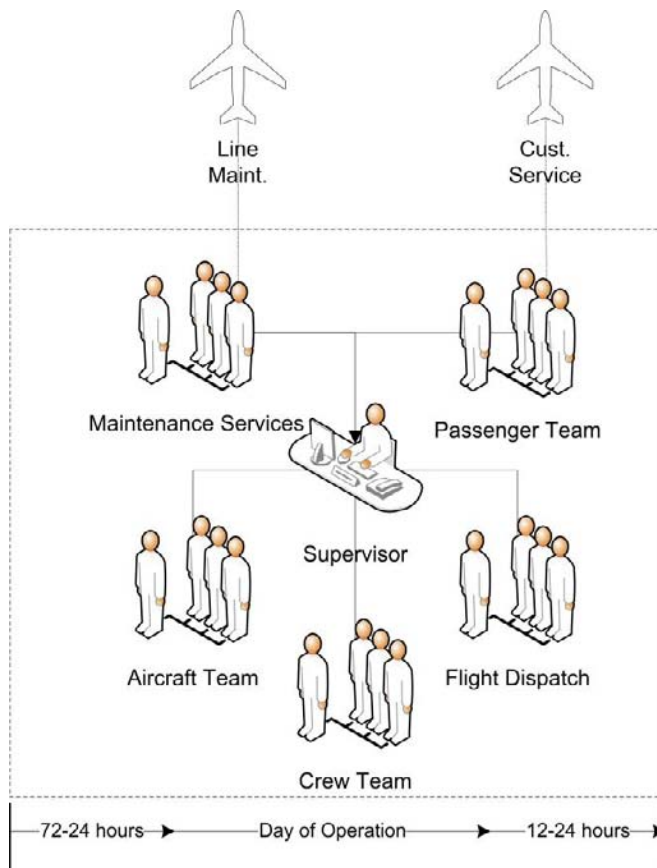 Line
Maint.
Cust.
Service
Maintenance Services
Passenger Team
Supervisor
Aircraft Team
Flight Dispatch
Crew Team
72-24 hours
Day of Operation
12-24 hours